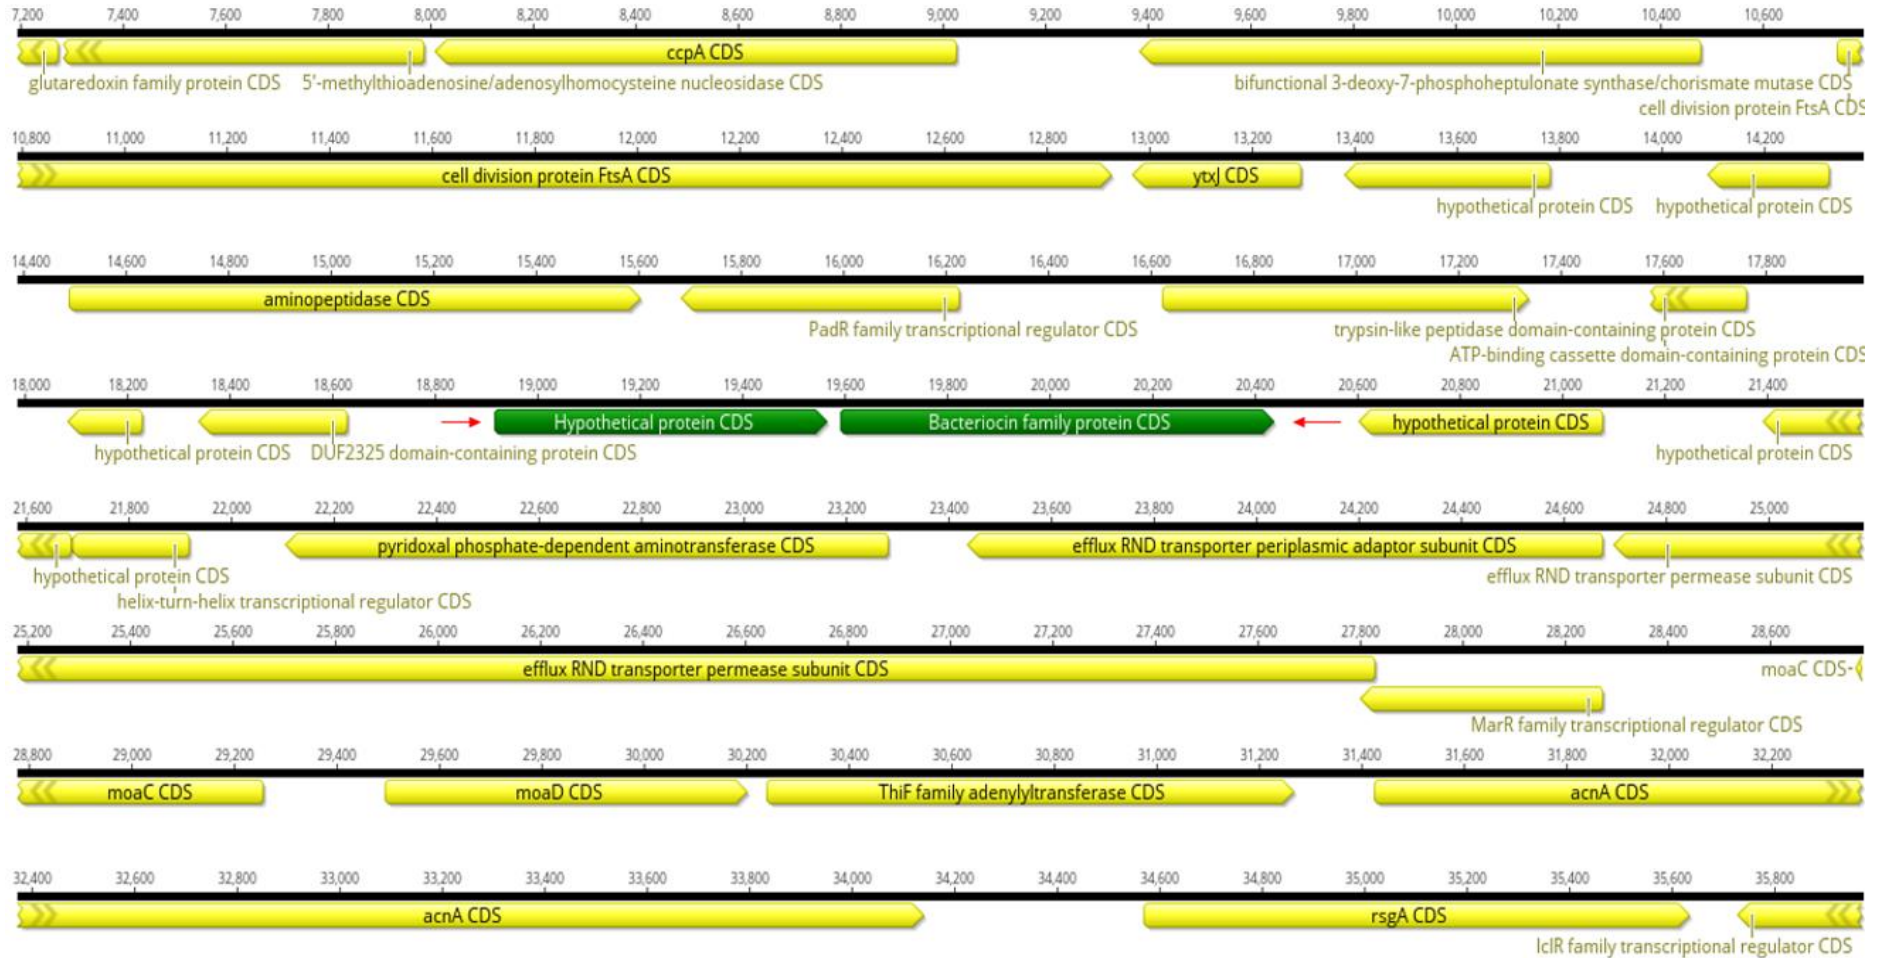 7,200 7,400 7,600 7,800 8,000 8,200 8,400 8,600 8,800 9,000 9,200 9,400 9,600 9,800 10,000 10,200 10,400 10,600
ccpA CDS
glutaredoxin family protein CDS 5'-methylthioadenosine/adenosylhomocysteine nucleosidase CDS bifunctional 3-deoxy-7-phosphoheptulonate synthase/chorismate mutase CDS
cell division protein FtsA CDS
10,800 11,000 11,200 11,400 11,600 11,800 12,000 12,200 12,400 12,600 12,800 13,000 13,200 13,400 13,600 13,800 14,000 14,200
cell division protein FtsA CDS ytxJ CDS
hypothetical protein CDS hypothetical protein CDS
14,400 14,600 14,800 15,000 15,200 15,400 15,600 15,800 16,000 16,200 16,400 16,600 16,800 17,000 17,200 17,400 17,600 17,800
aminopeptidase CDS
PadR family transcriptional regulator CDS trypsin-like peptidase domain-containing protein CDS
ATP-binding cassette domain-containing protein CDS
18,000 18,200 18,400 18,600 18,800 19,000 19,200 19,400 19,600 19,800 20,000 20,200 20,400 20,600 20,800 21,000 21,200 21,400
Hypothetical protein CDS Bacteriocin family protein CDS hypothetical protein CDS
hypothetical protein CDS DUF2325 domain-containing protein CDS hypothetical protein CDS
21,600 21,800 22,000 22,200 22,400 22,600 22,800 23,000 23,200 23,400 23,600 23,800 24,000 24,200 24,400 24,600 24,800 25,000
pyridoxal phosphate-dependent aminotransferase CDS efflux RND transporter periplasmic adaptor subunit CDS
hypothetical protein CDS efflux RND transporter permease subunit CDS
helix-turn-helix transcriptional regulator CDS
25,200 25,400 25,600 25,800 26,000 26,200 26,400 26,600 26,800 27,000 27,200 27,400 27,600 27,800 28,000 28,200 28,400 28,600
efflux RND transporter permease subunit CDS moaC CDS
MarR family transcriptional regulator CDS
28,800 29,000 29,200 29,400 29,600 29,800 30,000 30,200 30,400 30,600 30,800 31,000 31,200 31,400 31,600 31,800 32,000 32,200
moaC CDS moaD CDS ThiF family adenylyltransferase CDS acnA CDS
32,400 32,600 32,800 33,000 33,200 33,400 33,600 33,800 34,000 34,200 34,400 34,600 34,800 35,000 35,200 35,400 35,600 35,800
acnA CDS rsgA CDS
IclR family transcriptional regulator CDS